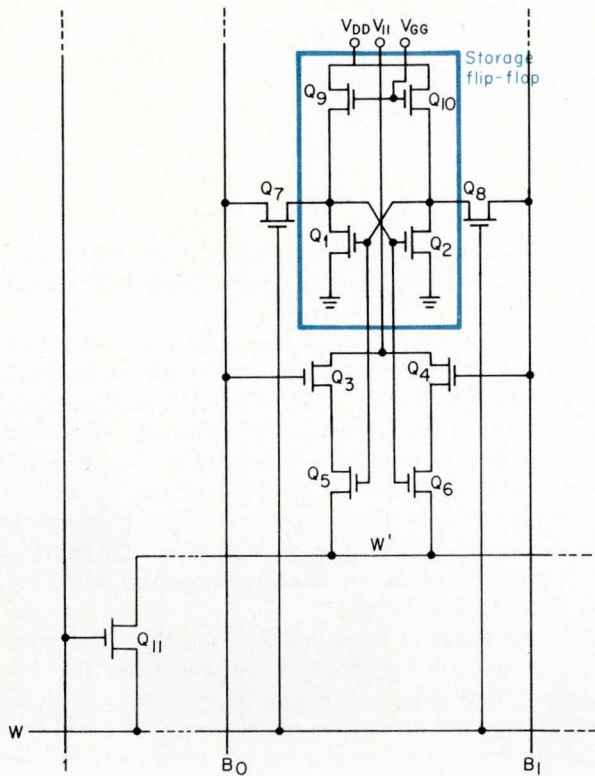 V_DD V_11 V_GG
Storage
flip-flop
Q_9
Q_10
Q_7
Q_8
Q_1
Q_2
Q_3
Q_4
Q_5
Q_6
W'
Q_11
W
1
B_0
B_1